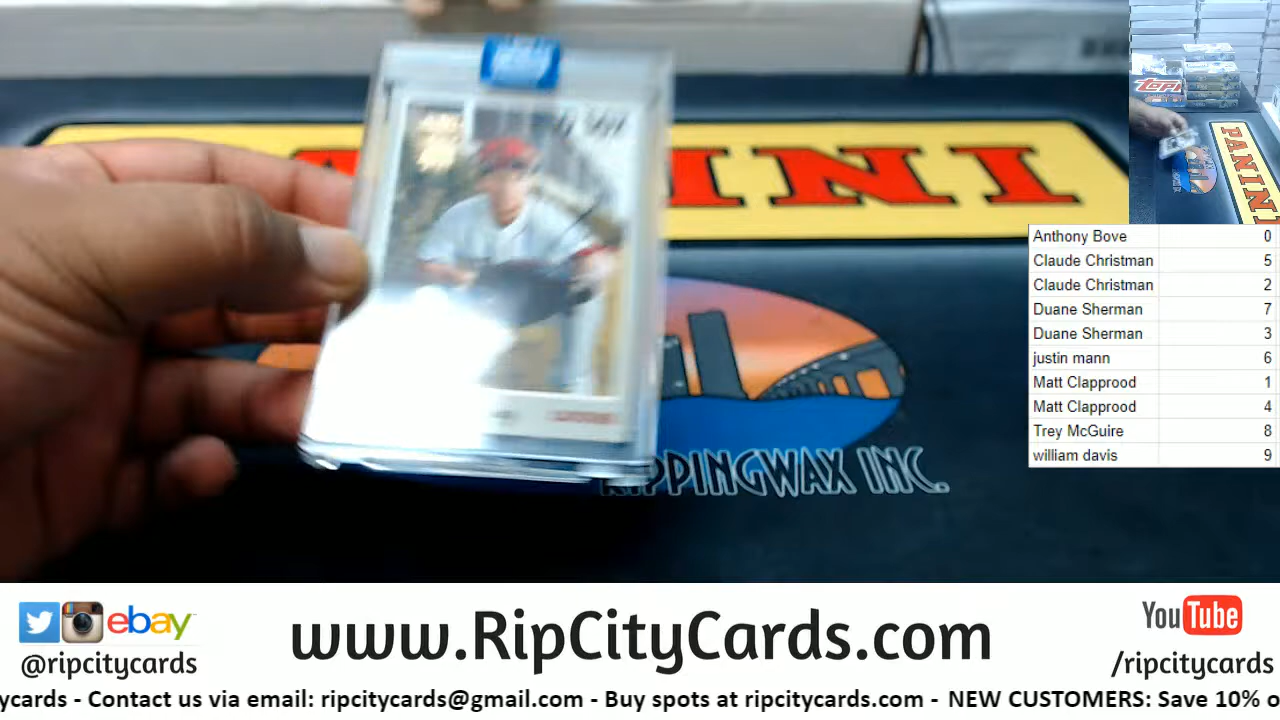 PANINI
RIPPINGWAX INC.
TOPP
PANINI
Anthony Bove 0
Claude Christman 5
Claude Christman 2
Duane Sherman 7
Duane Sherman 3
justin mann 6
Matt Clapprood 1
Matt Clapprood 4
Trey McGuire 8
william davis 9
ebay
@ripcitycards
www.RipCityCards.com
YouTube
/ripcitycards
ycards - Contact us via email: ripcitycards@gmail.com - Buy spots at ripcitycards.com - NEW CUSTOMERS: Save 10% o